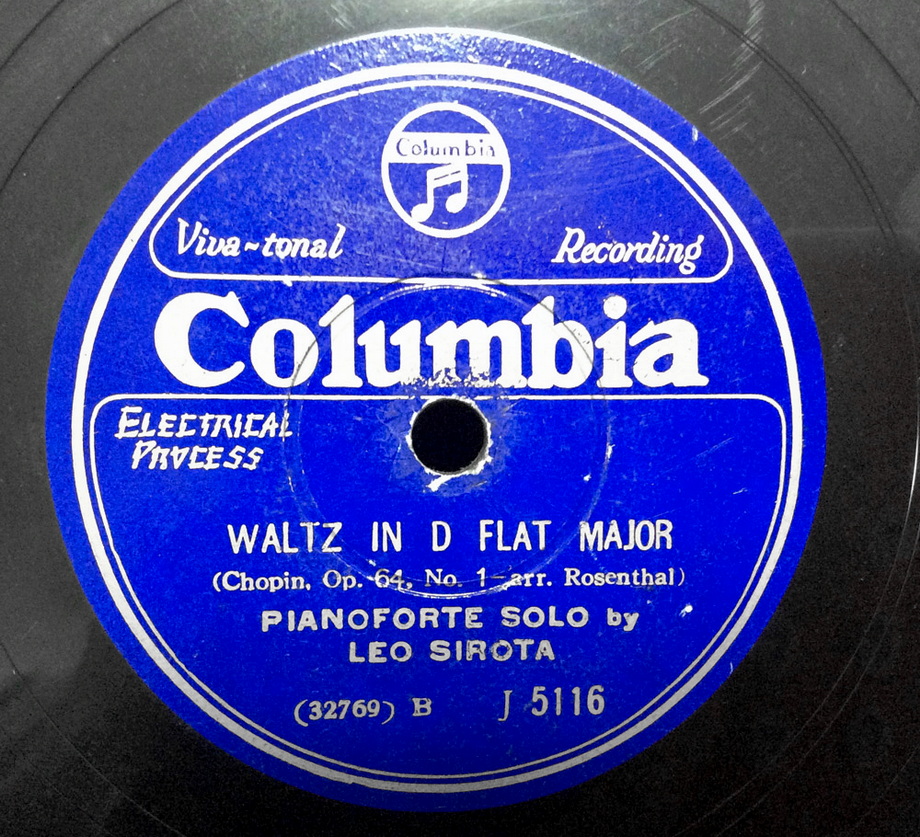 Columbia
Viva-tonal Recording
Columbia
ELECTRICAL
PROCESS
WALTZ IN D FLAT MAJOR
(Chopin, Op. 64, No. 1—arr. Rosenthal)
PIANOFORTE SOLO by
LEO SIROTA
(32769) B J 5116